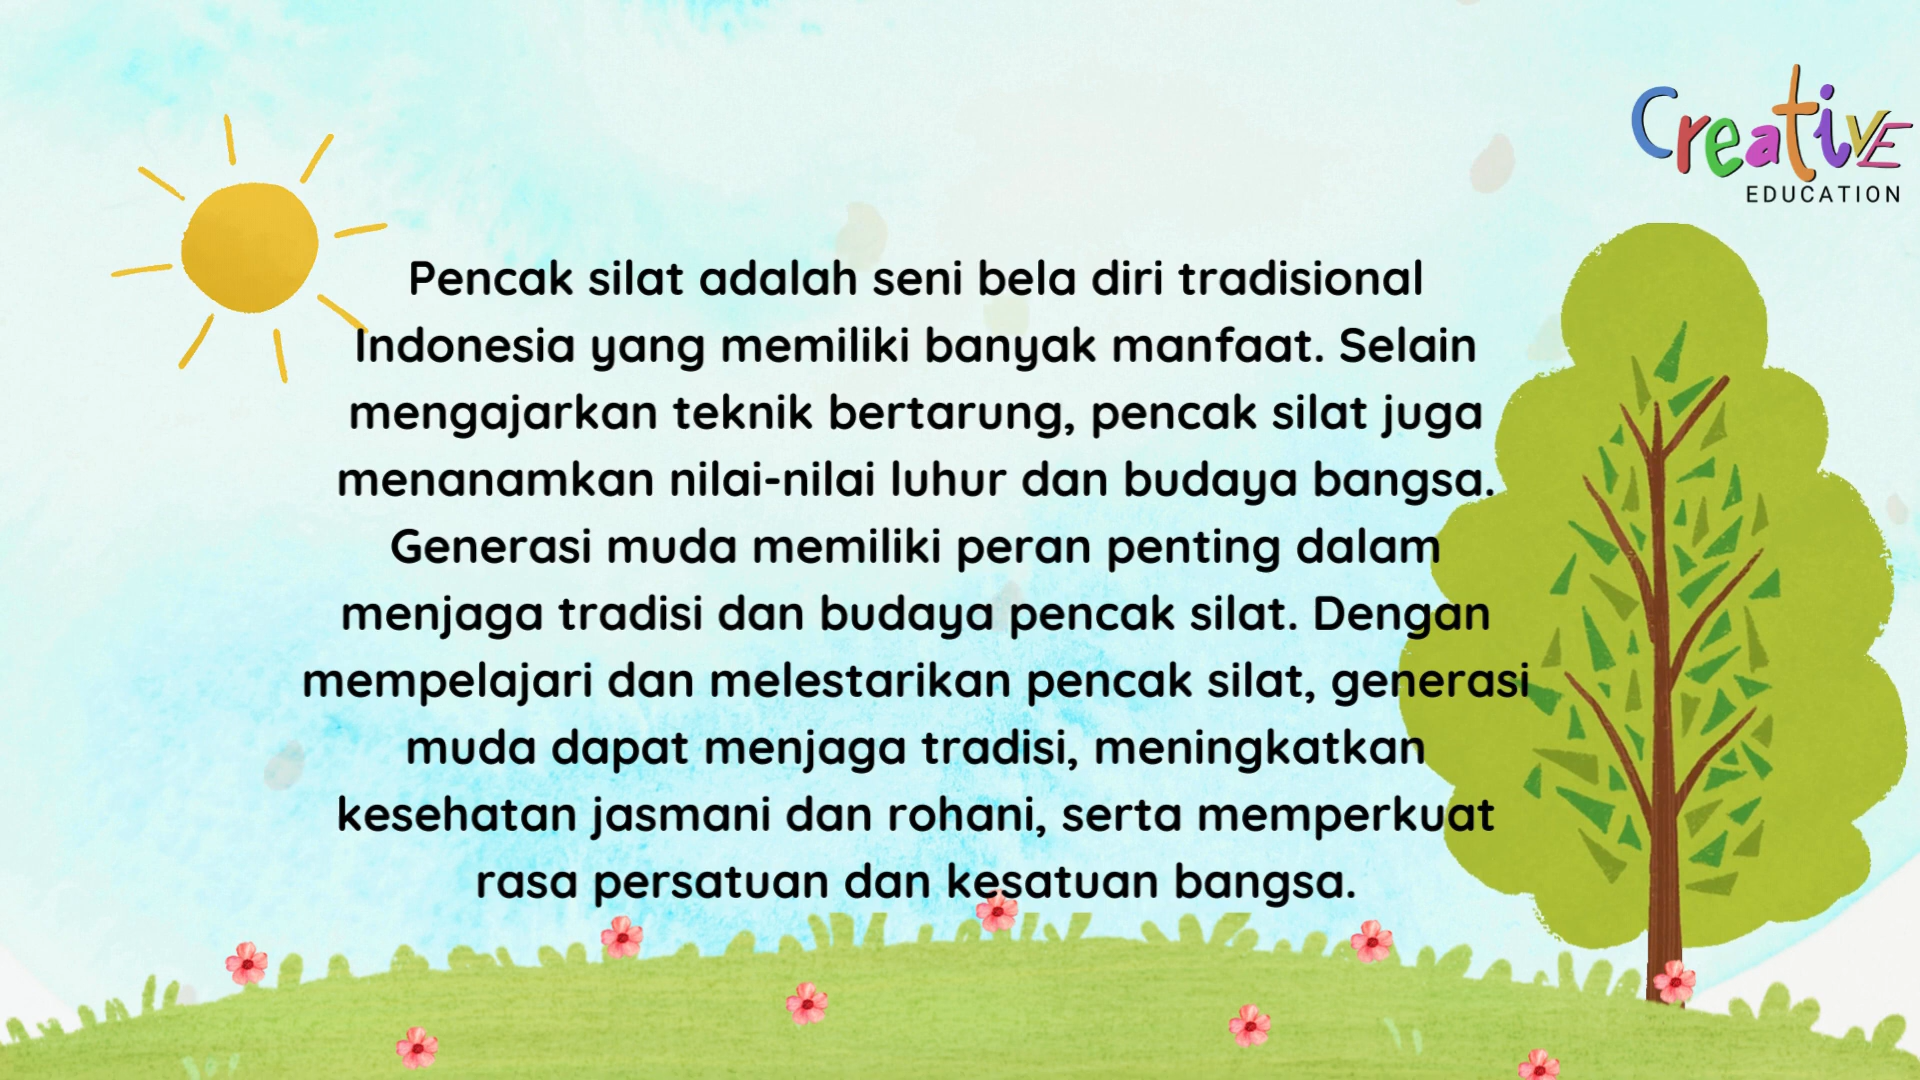 Creative
EDUCATION
Pencak silat adalah seni bela diri tradisional
Indonesia yang memiliki banyak manfaat. Selain
mengajarkan teknik bertarung, pencak silat juga
menanamkan nilai-nilai luhur dan budaya bangsa.
Generasi muda memiliki peran penting dalam
menjaga tradisi dan budaya pencak silat. Dengan
mempelajari dan melestarikan pencak silat, generasi
muda dapat menjaga tradisi, meningkatkan
kesehatan jasmani dan rohani, serta memperkuat
rasa persatuan dan kesatuan bangsa.